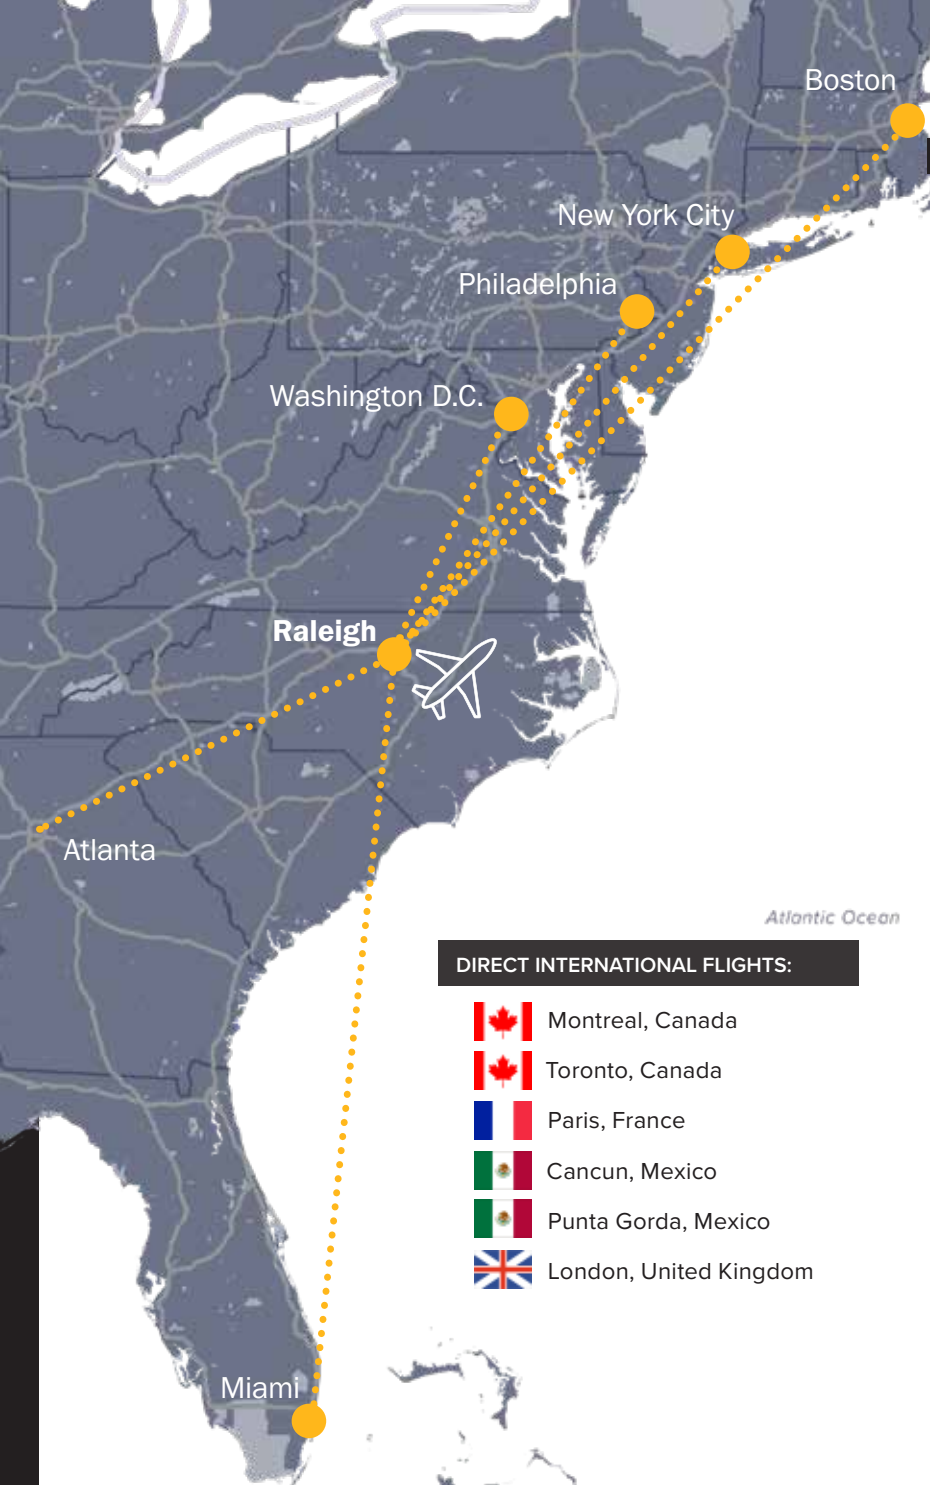 Boston
New York City
Philadelphia
Washington D.C.
Raleigh
Atlanta
Atlantic Ocean
DIRECT INTERNATIONAL FLIGHTS:
Montreal, Canada
Toronto, Canada
Paris, France
Cancun, Mexico
Punta Gorda, Mexico
London, United Kingdom
Miami